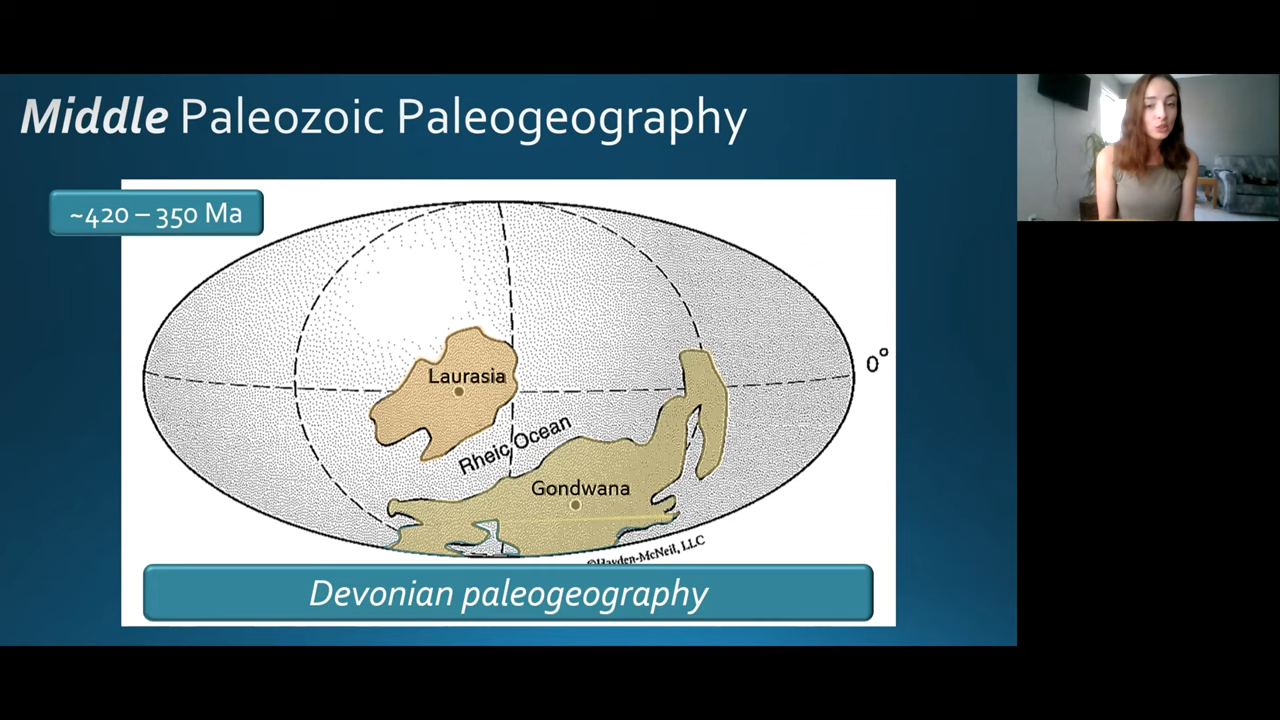 Middle Paleozoic Paleogeography
~420 – 350 Ma
0°
Laurasia
Rheic Ocean
Gondwana
©Hayden-McNeil, LLC
Devonian paleogeography